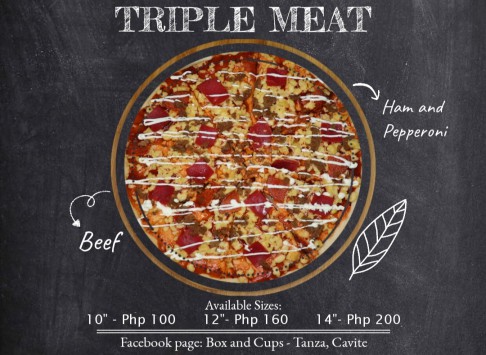 TRIPLE MEAT
Ham and
Pepperoni
Beef
Available Sizes:
10" - Php 100 12"- Php 160 14"- Php 200
Facebook page: Box and Cups - Tanza, Cavite